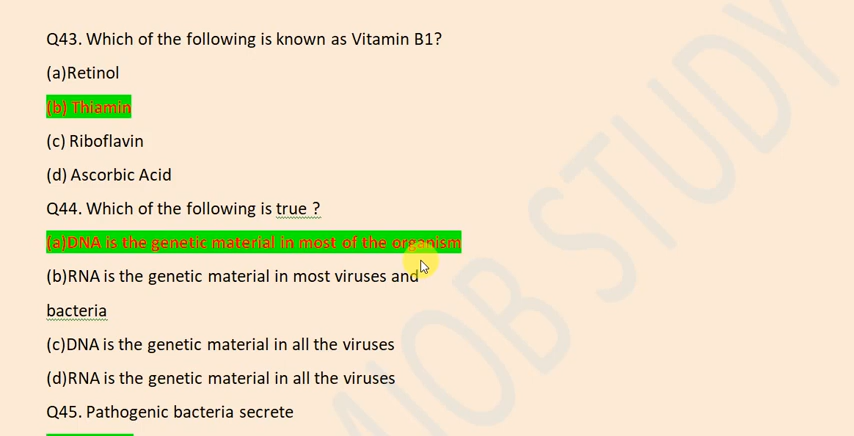 Q43. Which of the following is known as Vitamin B1?
(a)Retinol
(b) Thiamin
(c) Riboflavin
(d) Ascorbic Acid
Q44. Which of the following is true ?
(a)DNA is the genetic material in most of the organism
(b)RNA is the genetic material in most viruses and
bacteria
(c)DNA is the genetic material in all the viruses
(d)RNA is the genetic material in all the viruses
Q45. Pathogenic bacteria secrete
STUDY